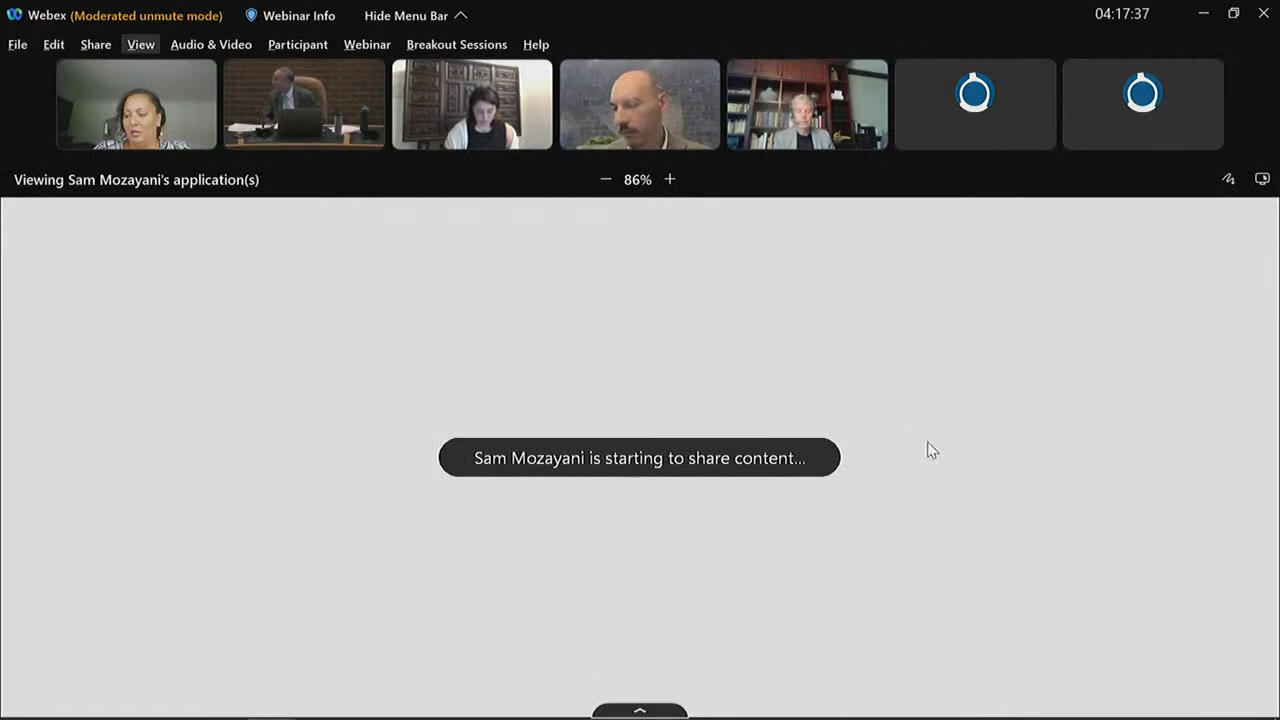 Webex (Moderated unmute mode) Webinar Info Hide Menu Bar 04:17:37
File Edit Share View Audio & Video Participant Webinar Breakout Sessions Help
Viewing Sam Mozayani's application(s) 86%
Sam Mozayani is starting to share content...